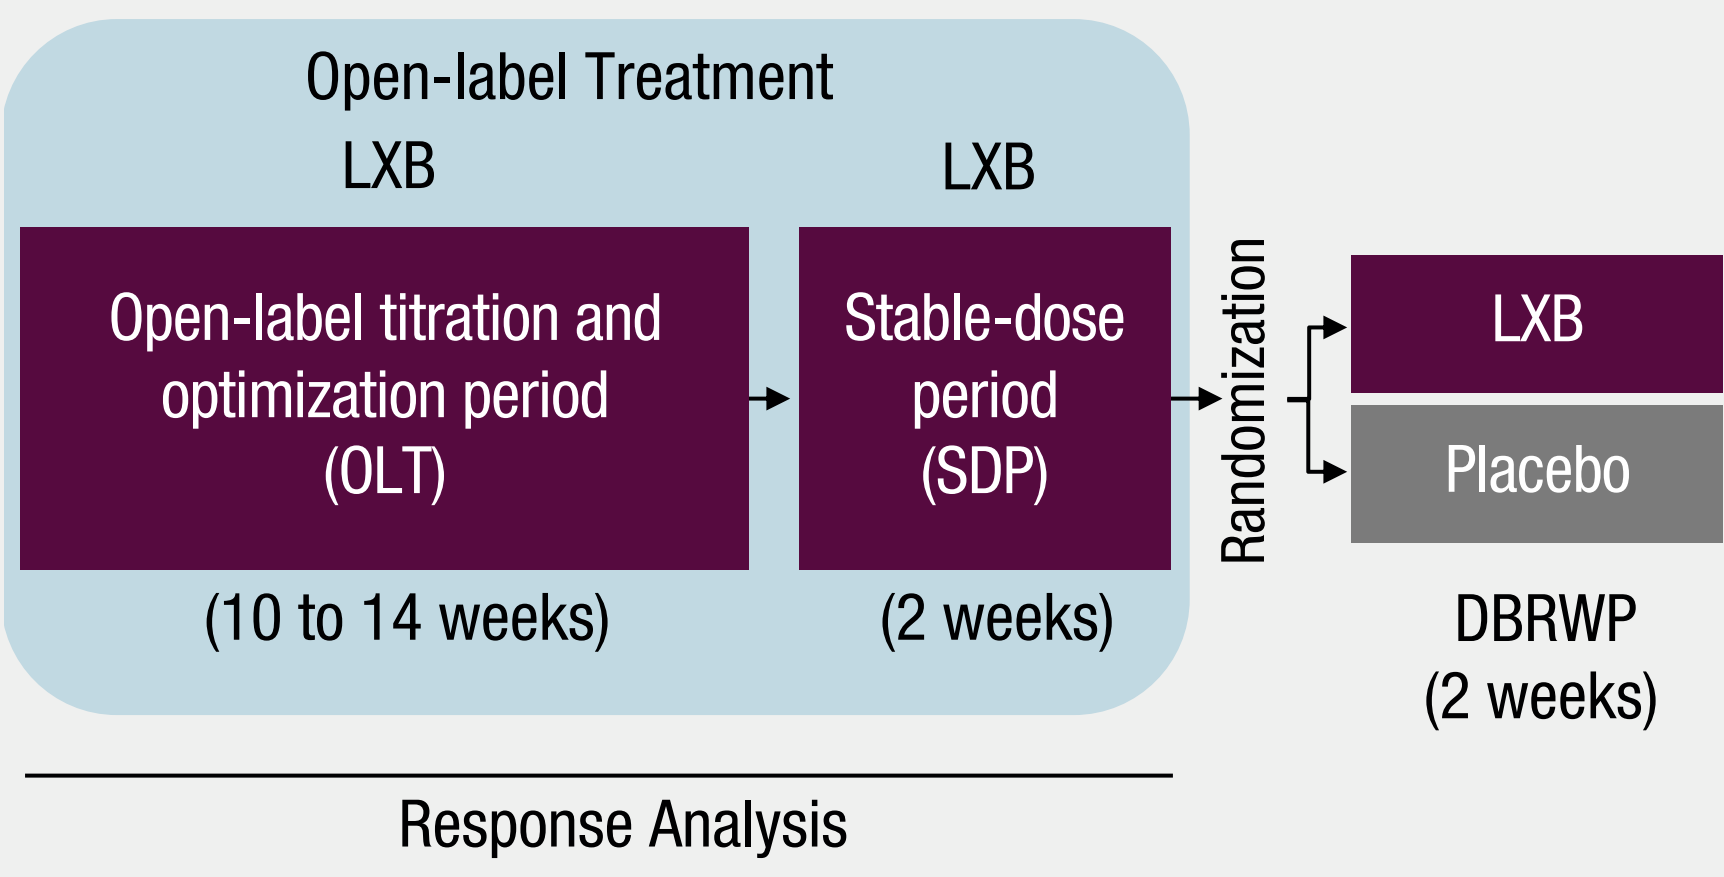 Open-label Treatment
LXB
LXB
Open-label titration and
optimization period
(OLT)
Stable-dose
period
(SDP)
(10 to 14 weeks)
(2 weeks)
Randomization
LXB
Placebo
DBRWP
(2 weeks)
Response Analysis